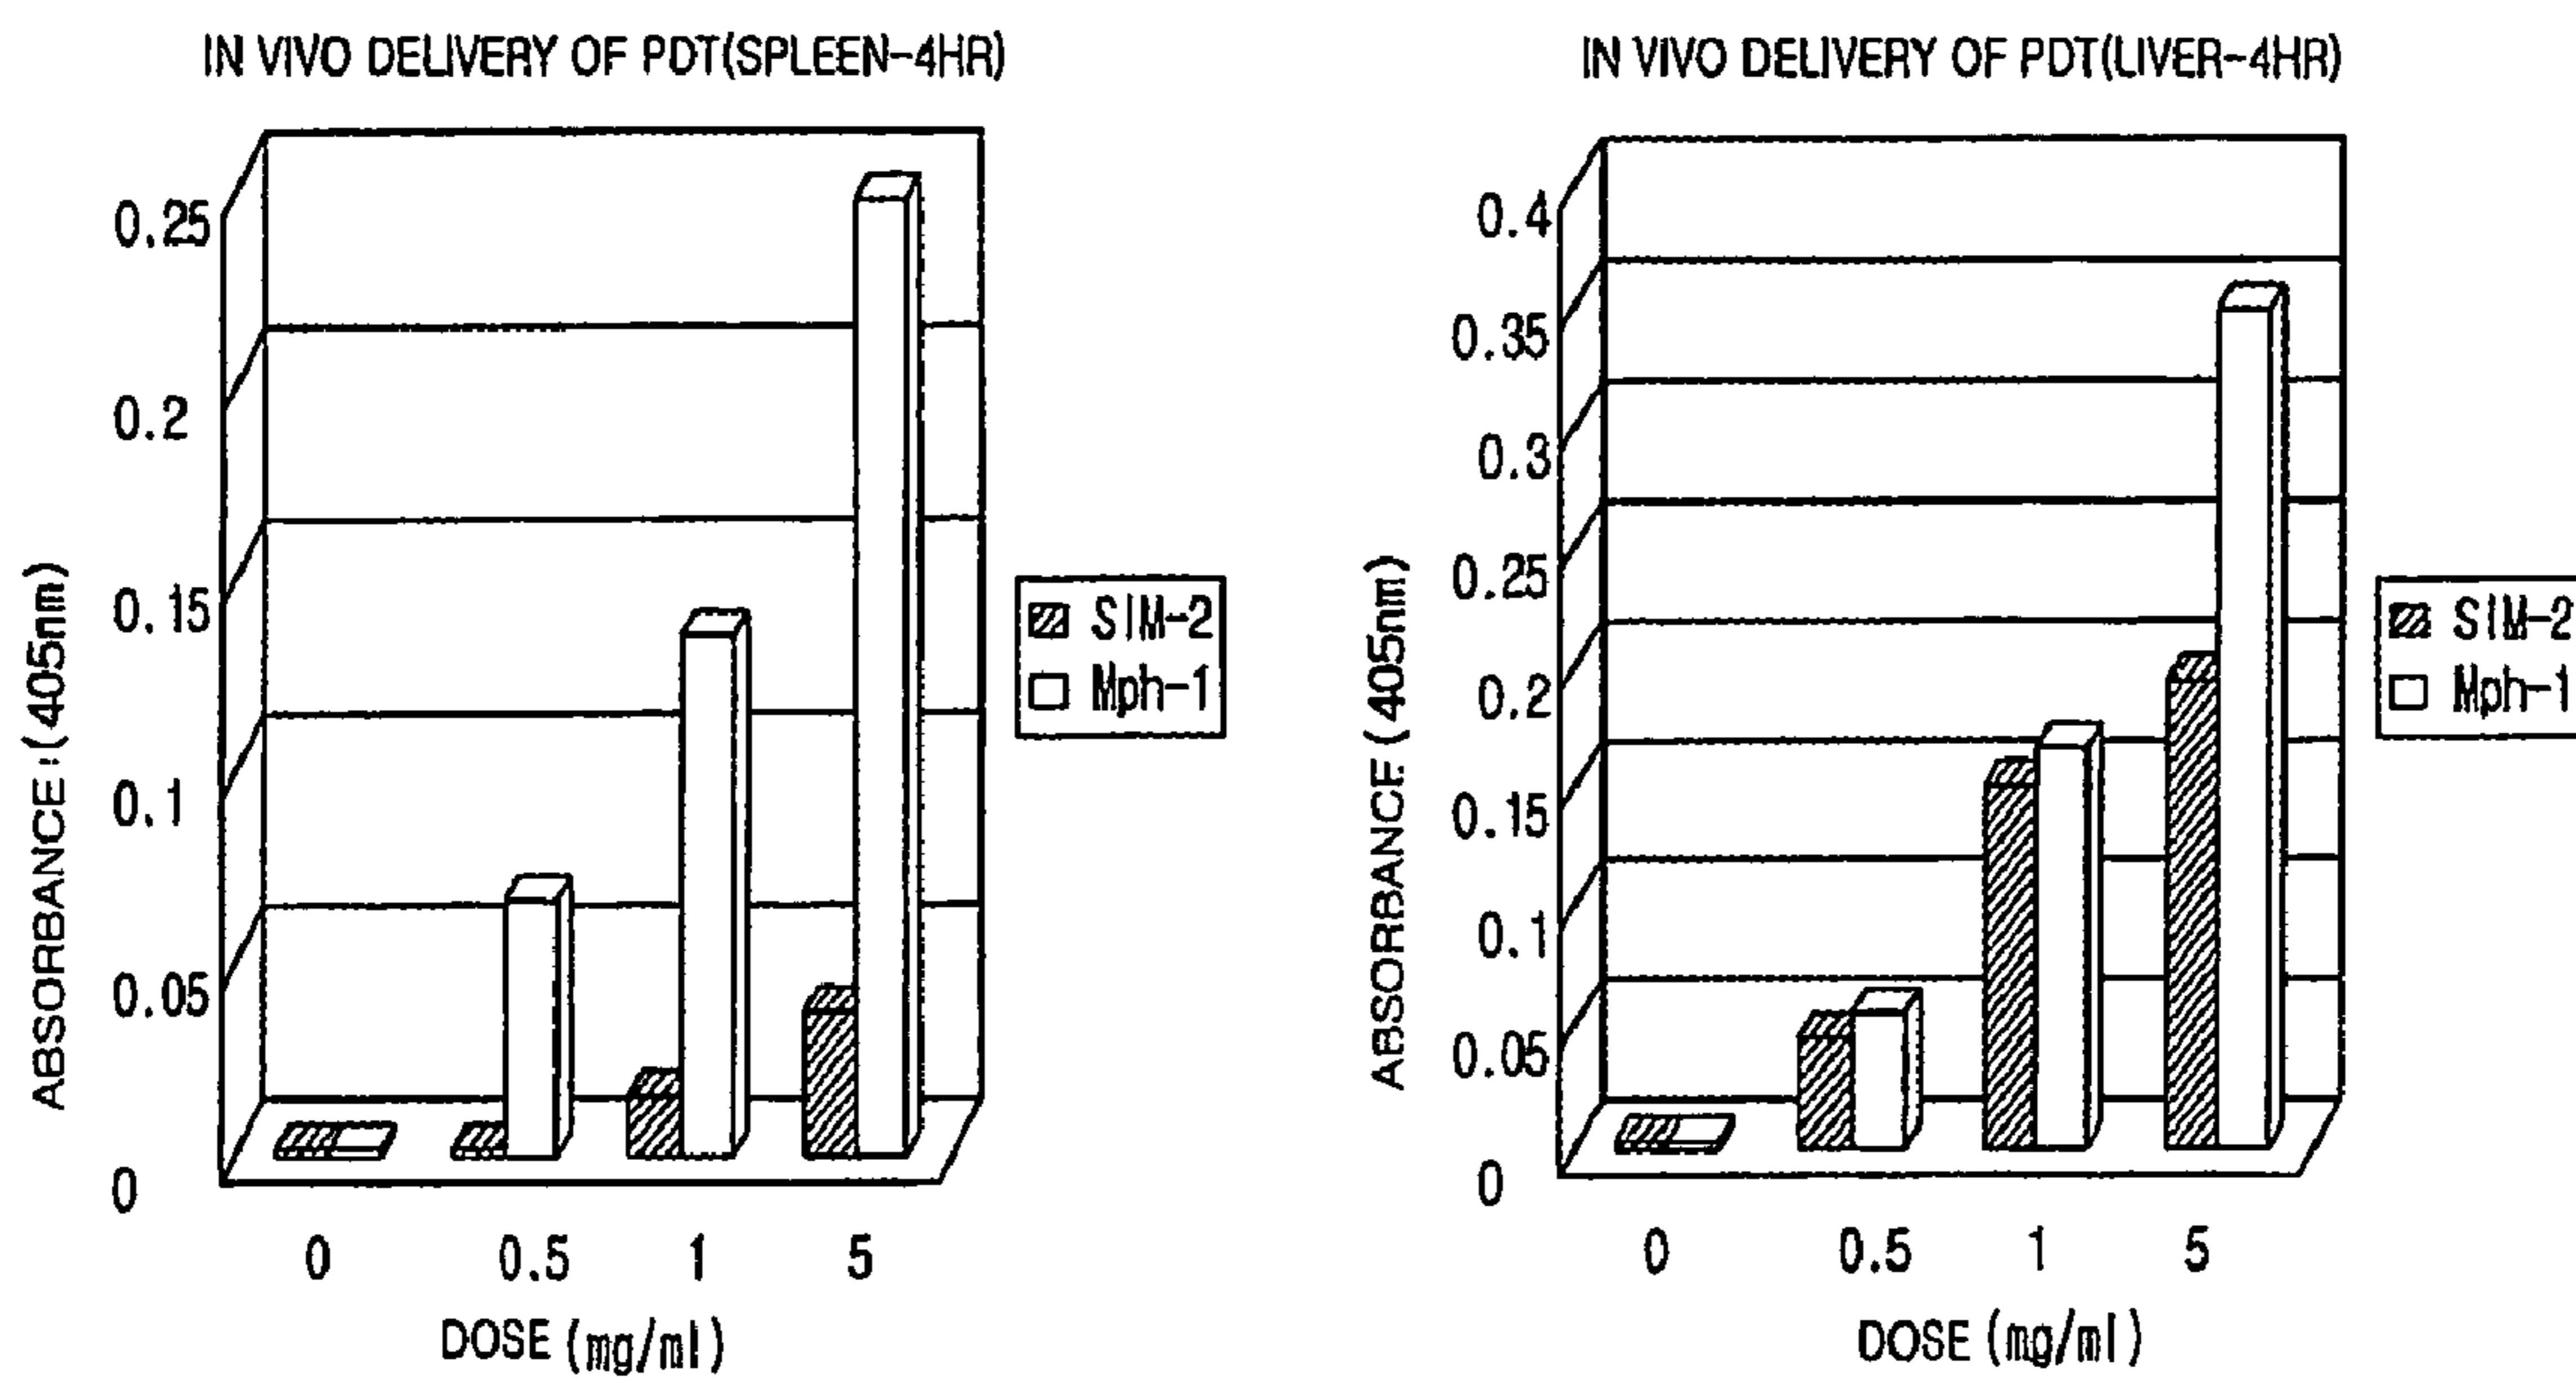 IN VIVO DELIVERY OF PDT(SPLEEN-4HR)
ABSORBANCE:(405nm)
0.25
0.2
0.15
0.1
0.05
0
0 0.5 1 5
DOSE (mg/ml)
SIM-2
Mph-1
IN VIVO DELIVERY OF PDT(LIVER-4HR)
ABSORBANCE (405nm)
0.4
0.35
0.3
0.25
0.2
0.15
0.1
0.05
0
0 0.5 1 5
DOSE (mg/ml)
SIM-2
Mph-1